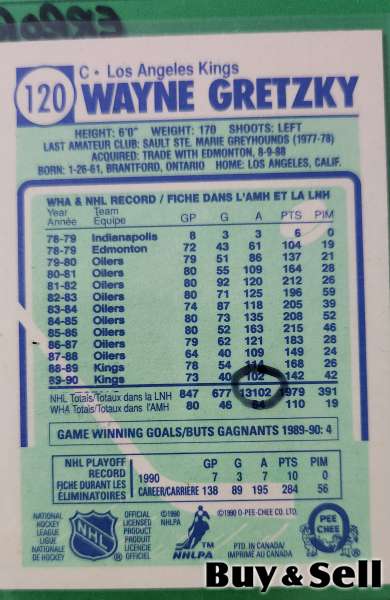 C • Los Angeles Kings
120 WAYNE GRETZKY
HEIGHT: 6'0" WEIGHT: 170 SHOOTS: LEFT
LAST AMATEUR CLUB: SAULT STE. MARIE GREYHOUNDS (1977-78)
ACQUIRED: TRADE WITH EDMONTON, 8-9-88
BORN: 1-26-61, BRANTFORD, ONTARIO HOME: LOS ANGELES, CALIF.
WHA & NHL RECORD / FICHE DANS L'AMH ET LA LNH
Year Team GP G A PTS PIM
Année Équipe
78-79 Indianapolis 8 3 3 6 0
78-79 Edmonton 72 43 61 104 19
79-80 Oilers 79 51 86 137 21
80-81 Oilers 80 55 109 164 28
81-82 Oilers 80 92 120 212 26
82-83 Oilers 80 71 125 196 59
83-84 Oilers 74 87 118 205 39
84-85 Oilers 80 73 135 208 52
85-86 Oilers 80 52 163 215 46
86-87 Oilers 79 62 121 183 28
87-88 Oilers 64 40 109 149 24
88-89 Kings 78 54 114 168 26
89-90 Kings 73 40 102 142 42
NHL Totals/Totaux dans la LNH 847 677 13102 1979 391
WHA Totals/Totaux dans l'AMH 80 46 64 110 19
GAME WINNING GOALS/BUTS GAGNANTS 1989-90: 4
NHL PLAYOFF RECORD GP G A PTS PIM
FICHE DURANT LES ÉLIMINATOIRES 1990 7 3 7 10 0
CAREER/CARRIÈRE 138 89 195 284 56
NATIONAL HOCKEY LEAGUE
LIGUE NATIONALE DE HOCKEY
NHL
OFFICIAL LICENSED PRODUCT
PRODUIT OFFICIEL
©1990 NHLPA
NHLPA
©1990 O-PEE-CHEE CO. LTD.
PTD. IN CANADA/
IMPRIMÉ AU CANADA
O PEE CHEE
Buy & Sell